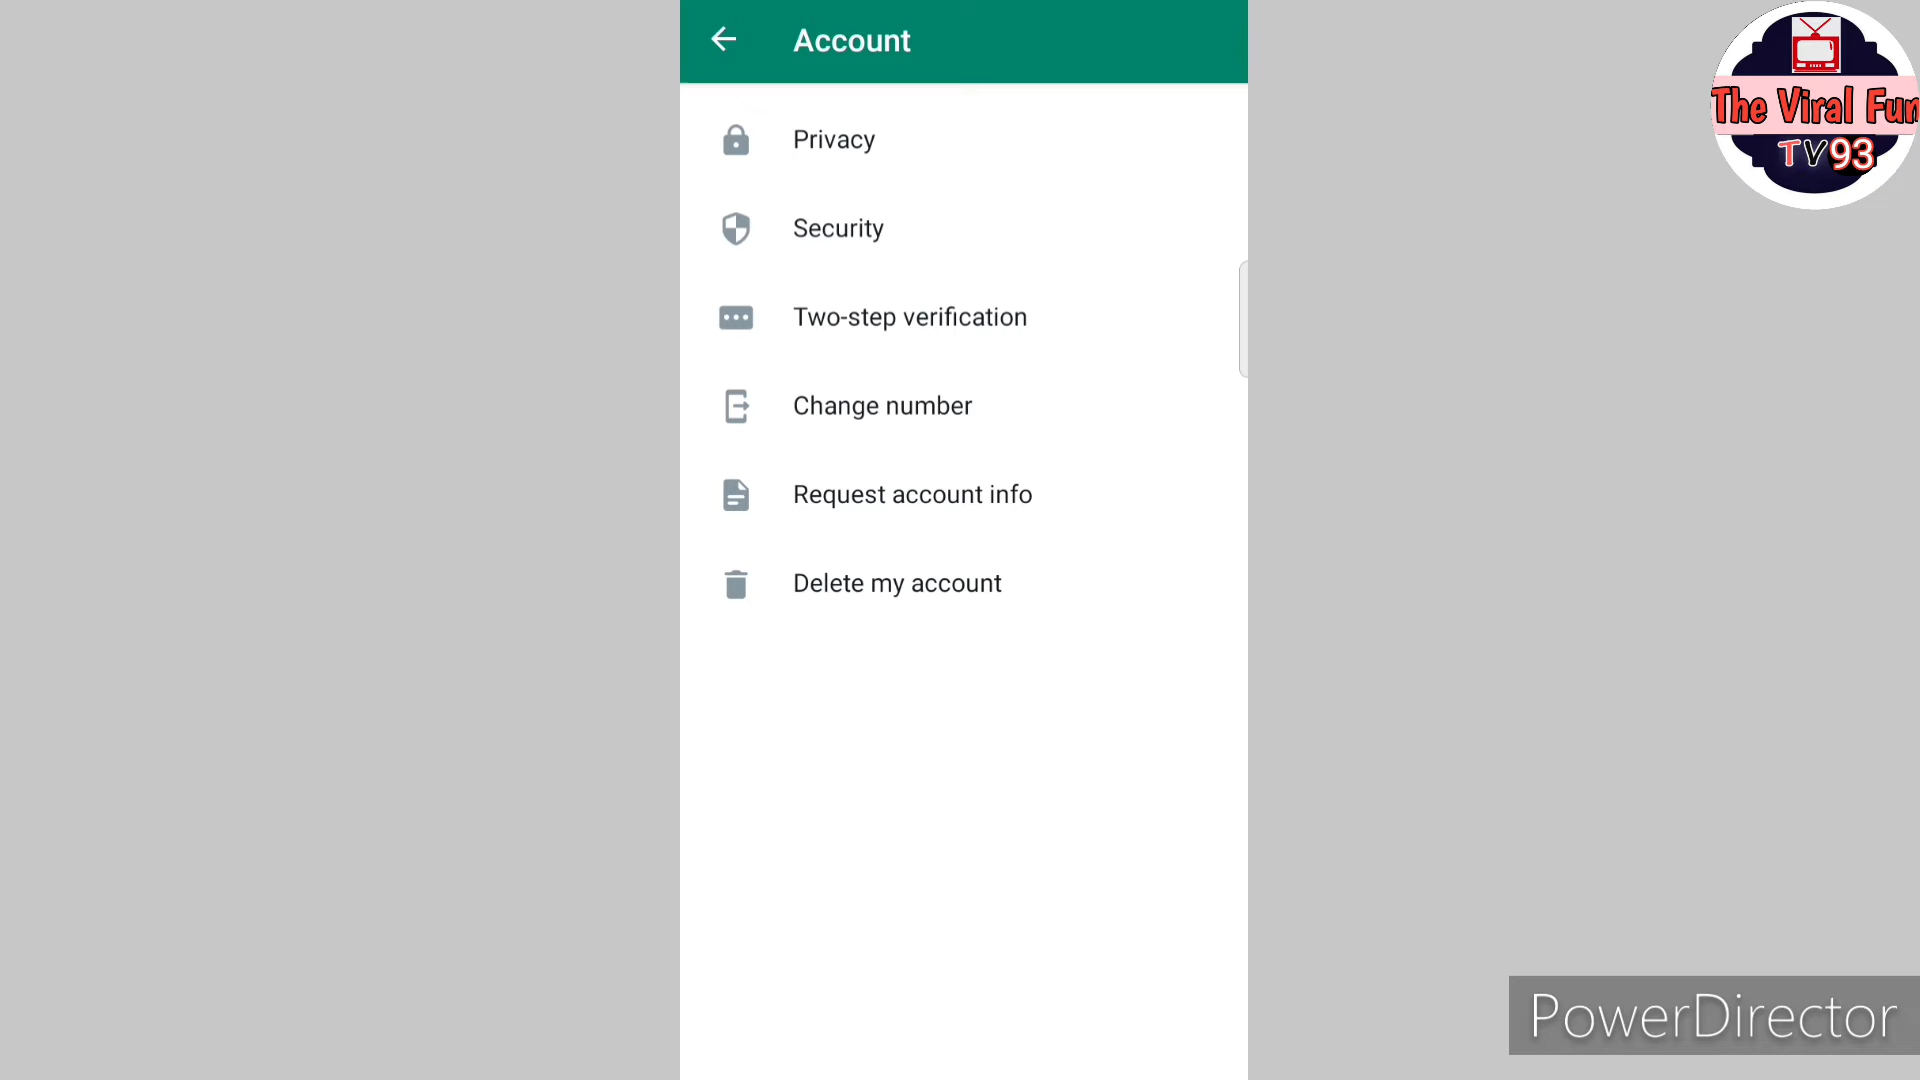 Account
Privacy
Security
Two-step verification
Change number
Request account info
Delete my account
The Viral Fun
TV93
PowerDirector